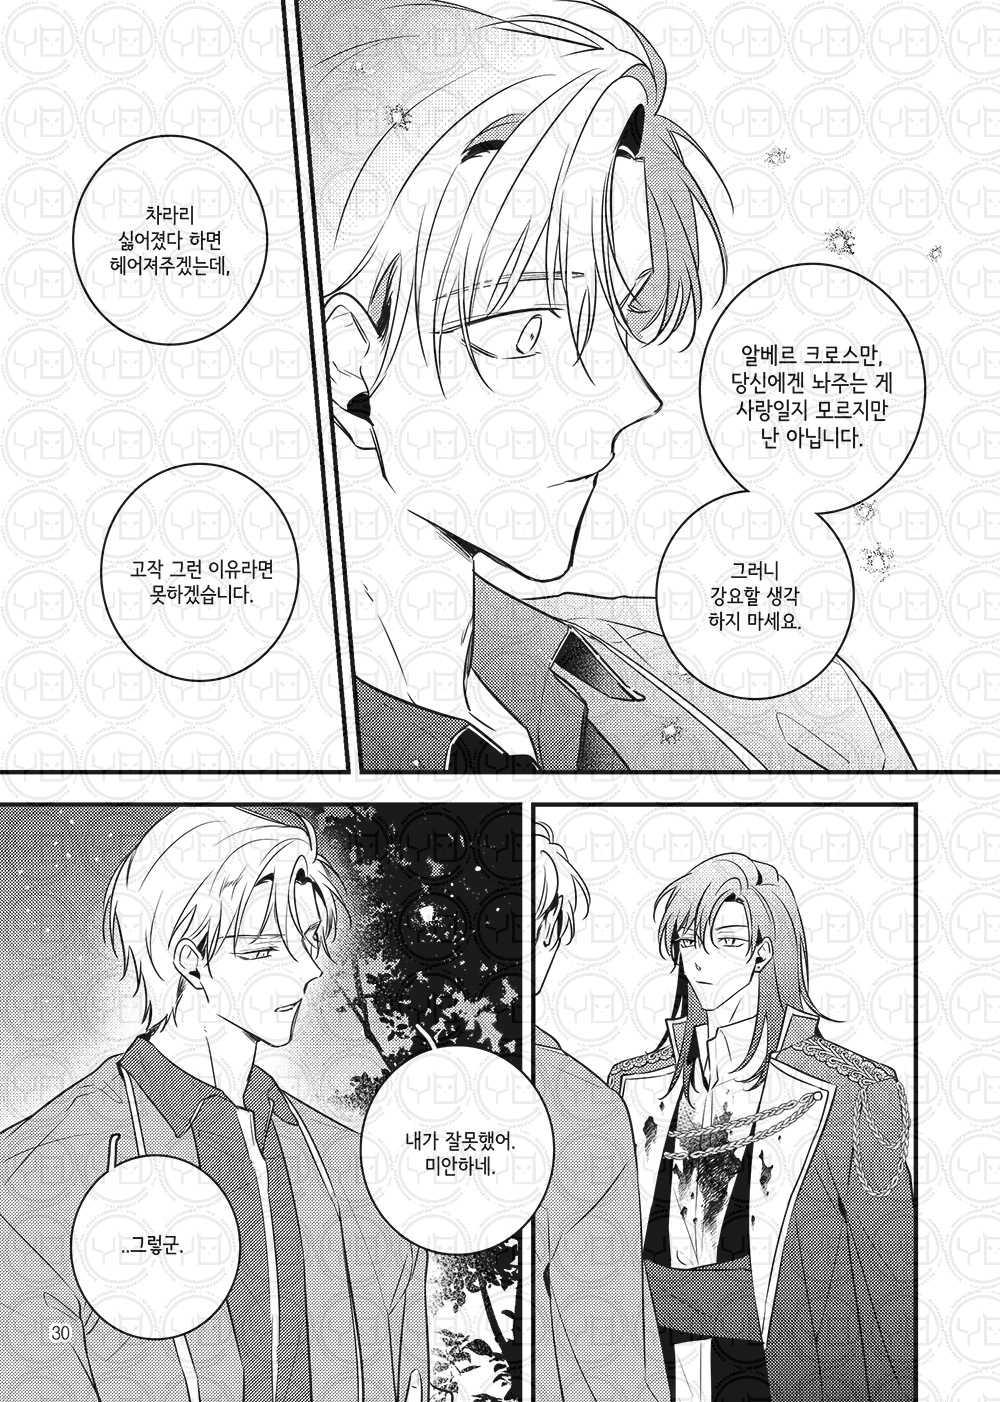 차라리
싫어졌다 하면
헤어져주겠는데,
고작 그런 이유라면
못하겠습니다.
알베르 크로스만,
당신에겐 놔주는 게
사랑일지 모르지만
난 아닙니다.
그러니
강요할 생각
하지 마세요.
..그렇군.
내가 잘못했어.
미안하네.
30